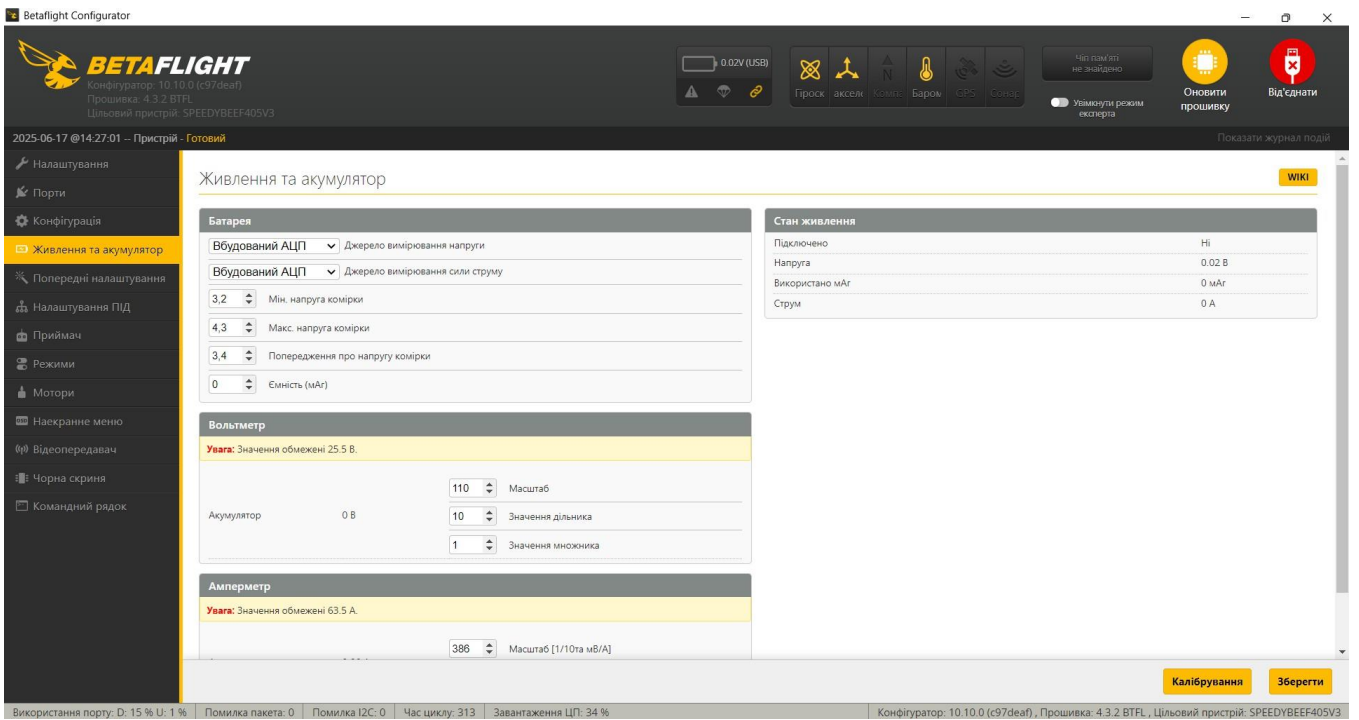 Betaflight Configurator
BETAFLIGHT
Конфігуратор: 10.10.0 (c97deaf)
Прошивка: 4.3.2 BTFL
Цільовий пристрій: SPEEDYBEEF405V3
0.02V (USB)
Гіроск
акселе
Компа
N
Баром
GPS
Сонар
Чіп пам'яті
не знайдено
Увімкнути режим
експерта
Оновити
прошивку
Від'єднати
2025-06-17 @14:27:01 -- Пристрій - Готовий
Показати журнал подій
Налаштування
Порти
Конфігурація
Живлення та акумулятор
Попередні налаштування
Налаштування ПІД
Приймач
Режими
Мотори
Наекранне меню
Відеопередавач
Чорна скриня
Командний рядок
Живлення та акумулятор
WIKI
Батарея
Вбудований АЦП Джерело вимірювання напруги
Вбудований АЦП Джерело вимірювання сили струму
3,2 Мін. напруга комірки
4,3 Макс. напруга комірки
3,4 Попередження про напругу комірки
0 Ємність (мАг)
Стан живлення
Підключено Ні
Напруга 0.02 В
Використано мАг 0 мАг
Струм 0 А
Вольтметр
Увага: Значення обмежені 25.5 В.
110 Масштаб
Акумулятор 0 В 10 Значення дільника
1 Значення множника
Амперметр
Увага: Значення обмежені 63.5 А.
386 Масштаб [1/10та мВ/А]
Калібрування
Зберегти
Використання порту: D: 15 % U: 1 % Помилка пакета: 0 Помилка I2C: 0 Час циклу: 313 Завантаження ЦП: 34 %
Конфігуратор: 10.10.0 (c97deaf) , Прошивка: 4.3.2 BTFL , Цільовий пристрій: SPEEDYBEEF405V3